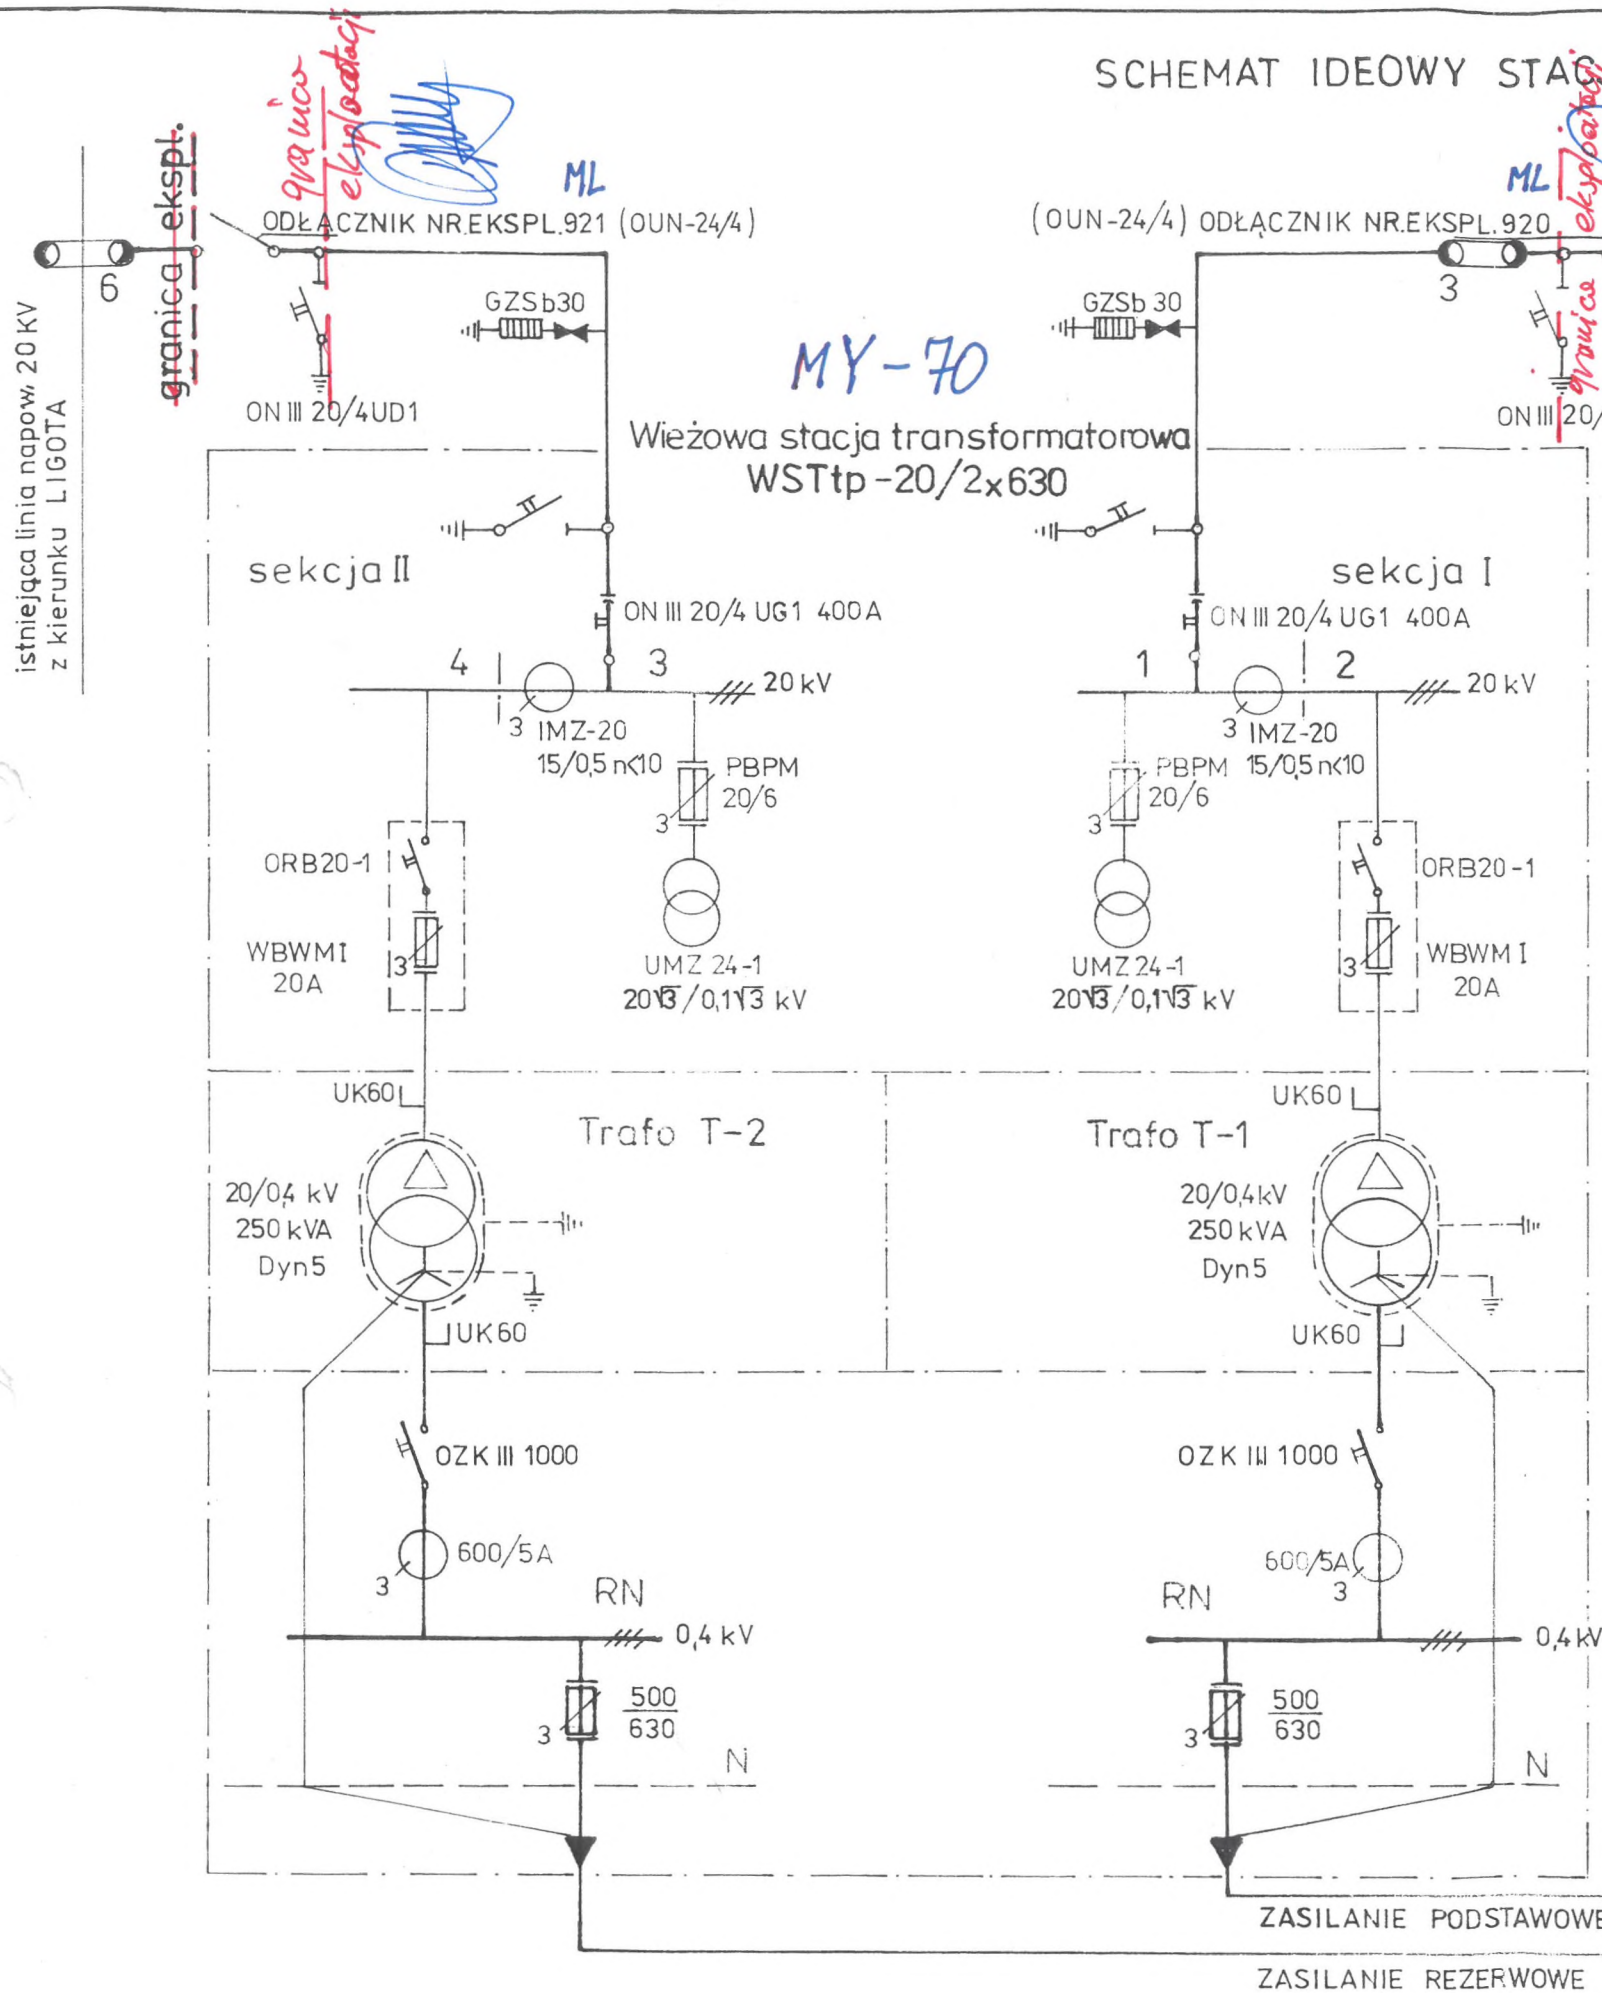 SCHEMAT IDEOWY STAC
granica
eksploatacji
ML
ML
granica eksploatacji
granica ekspl.
ODŁĄCZNIK NR.EKSPL.921 (OUN-24/4)
(OUN-24/4) ODŁĄCZNIK NR.EKSPL.920
6
3
istniejąca linia napow. 20 KV
z kierunku LIGOTA
GZSb30
GZSb 30
MY-70
ON III 20/4UD1
ON III 20/
Wieżowa stacja transformatorowa
WSTtp-20/2x630
sekcja II
sekcja I
ON III 20/4 UG1 400A
ON III 20/4 UG1 400A
4
3
20 kV
1
2
20 kV
3 IMZ-20
15/0,5 n<10
3 IMZ-20
15/0,5 n<10
PBPM
20/6
3
PBPM
20/6
3
ORB20-1
ORB20-1
WBWMI
20A
3
WBWMI
20A
3
UMZ 24-1
20√3/0,1√3 kV
UMZ 24-1
20√3/0,1√3 kV
UK60
UK60
Trafo T-2
Trafo T-1
20/0,4 kV
250 kVA
Dyn5
20/0,4kV
250 kVA
Dyn5
UK60
UK60
OZK III 1000
OZK III 1000
600/5A
3
600/5A
3
RN
RN
0,4 kV
0,4 kV
500
630
3
500
630
3
N
N
ZASILANIE PODSTAWOWE
ZASILANIE REZERWOWE